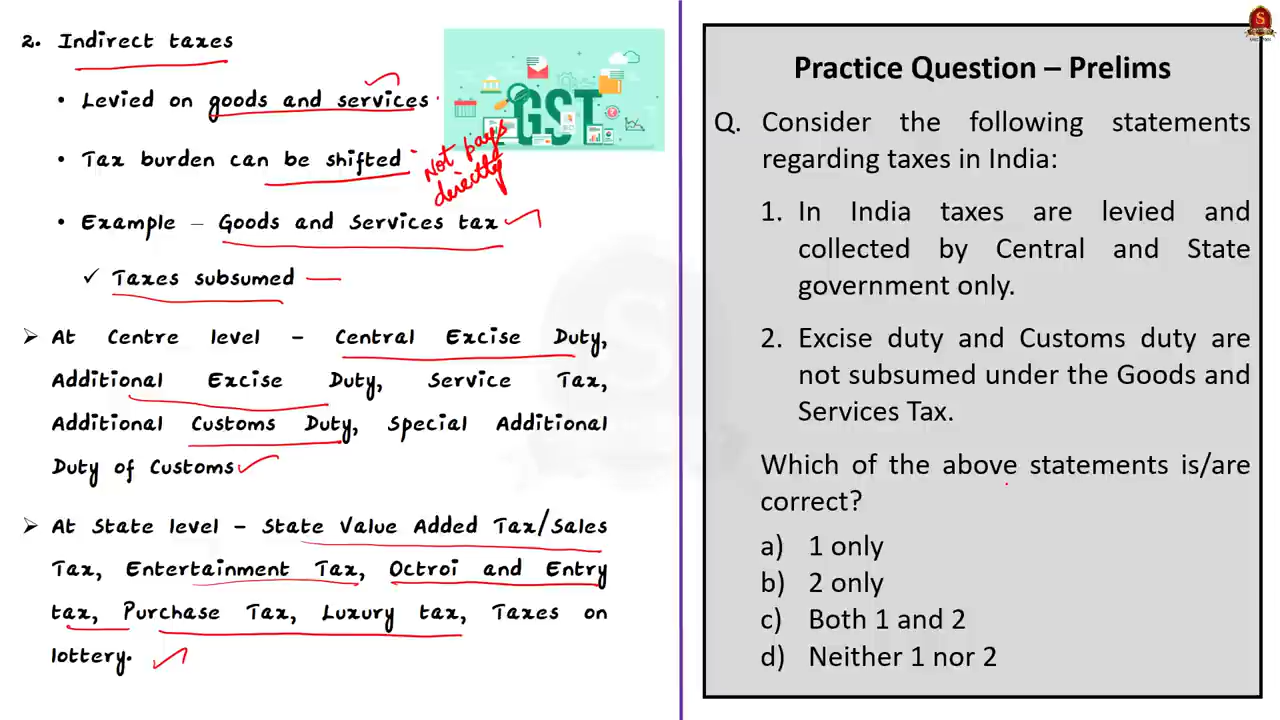 2. Indirect taxes
• Levied on goods and services
• Tax burden can be shifted
Not pays
directly
• Example – Goods and Services tax
✓ Taxes subsumed
➢ At Centre level – Central Excise Duty,
Additional Excise Duty, Service Tax,
Additional Customs Duty, Special Additional
Duty of Customs
➢ At State level – State Value Added Tax/Sales
Tax, Entertainment Tax, Octroi and Entry
tax, Purchase Tax, Luxury tax, Taxes on
lottery.
GST
Practice Question – Prelims
Q. Consider the following statements
regarding taxes in India:
1. In India taxes are levied and
collected by Central and State
government only.
2. Excise duty and Customs duty are
not subsumed under the Goods and
Services Tax.
Which of the above statements is/are
correct?
a) 1 only
b) 2 only
c) Both 1 and 2
d) Neither 1 nor 2